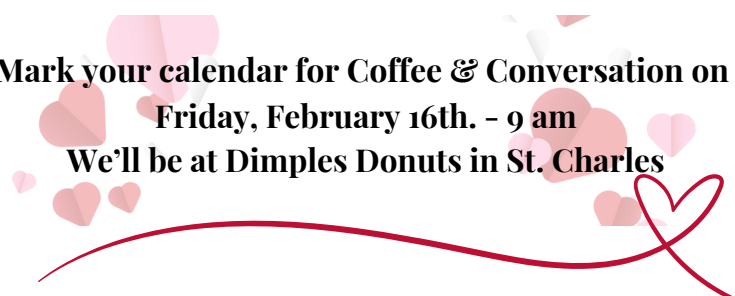 Mark your calendar for Coffee & Conversation on
Friday, February 16th. - 9 am
We'll be at Dimples Donuts in St. Charles